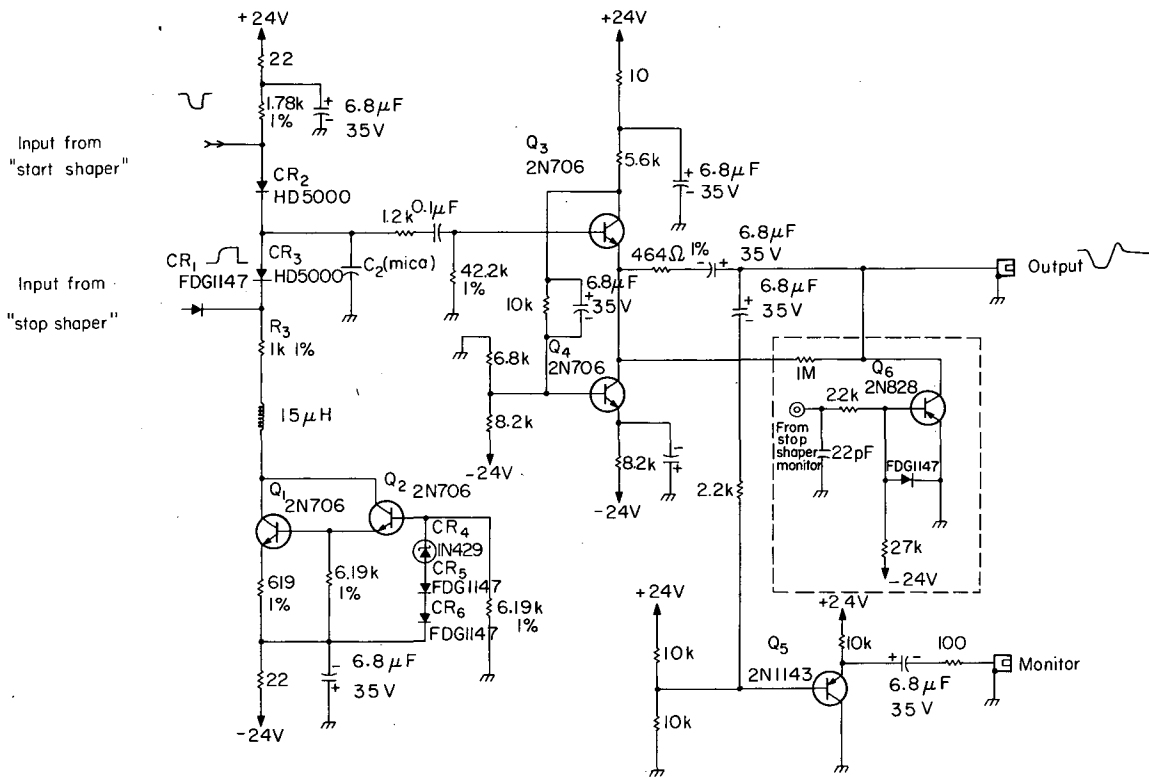 +24V
22
1.78k
1%
6.8μF
35V
Input from
"start shaper"
CR2
HD5000
1.2k
0.1μF
CR1
FDG1147
CR3
HD5000
C2(mica)
42.2k
1%
Input from
"stop shaper"
R3
1k 1%
15μH
Q1
2N706
Q2
2N706
CR4
IN429
CR5
FDG1147
CR6
FDG1147
619
1%
6.19k
1%
6.19k
1%
22
6.8μF
35V
-24V
+24V
10
Q3
2N706
5.6k
6.8μF
35V
464Ω 1%
6.8μF
35V
Output
10k
6.8μF
35V
6.8μF
35V
6.8k
Q4
2N706
8.2k
-24V
8.2k
-24V
1M
Q6
2N828
22k
From
stop
shaper
monitor
22pF
FDG1147
27k
-24V
2.2k
+24V
10k
10k
+24V
Q5
2N1143
10k
100
6.8μF
35V
Monitor